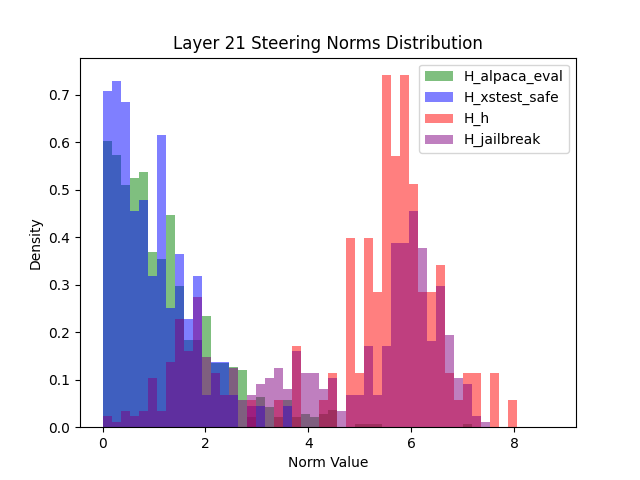 Layer 21 Steering Norms Distribution
H_alpaca_eval
H_xstest_safe
H_h
H_jailbreak
Density
0.7
0.6
0.5
0.4
0.3
0.2
0.1
0.0
0 2 4 6 8
Norm Value